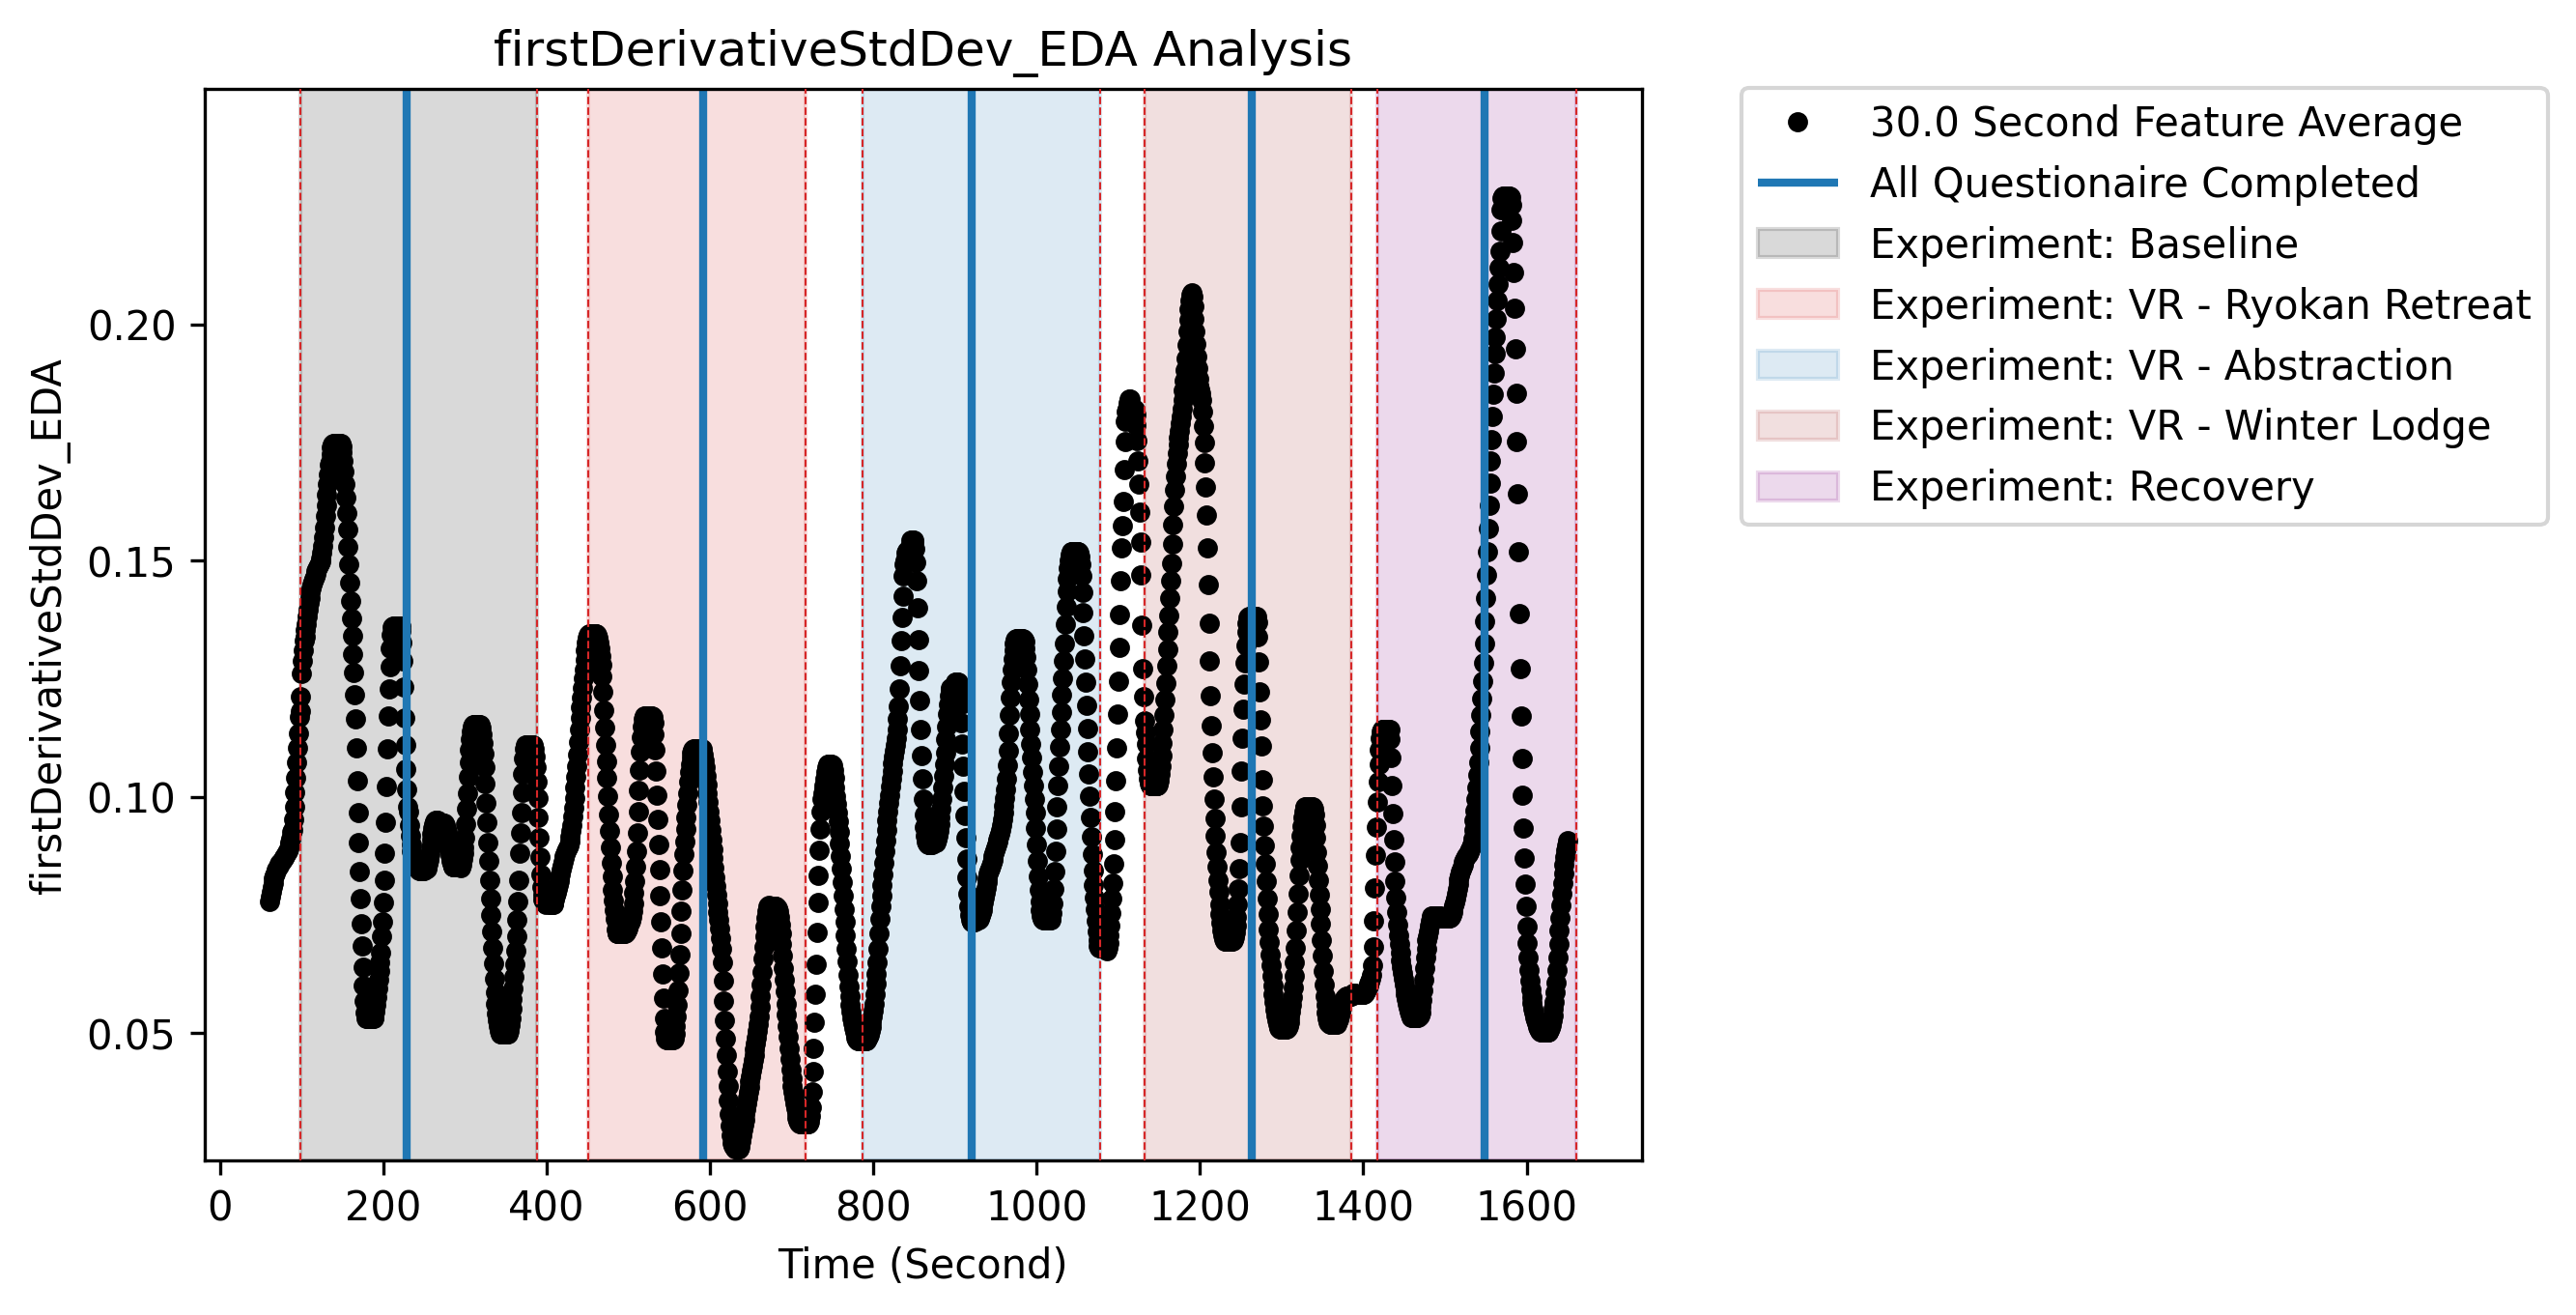 firstDerivativeStdDev_EDA Analysis
firstDerivativeStdDev_EDA
0.20
0.15
0.10
0.05
0 200 400 600 800 1000 1200 1400 1600
Time (Second)
30.0 Second Feature Average
All Questionaire Completed
Experiment: Baseline
Experiment: VR - Ryokan Retreat
Experiment: VR - Abstraction
Experiment: VR - Winter Lodge
Experiment: Recovery